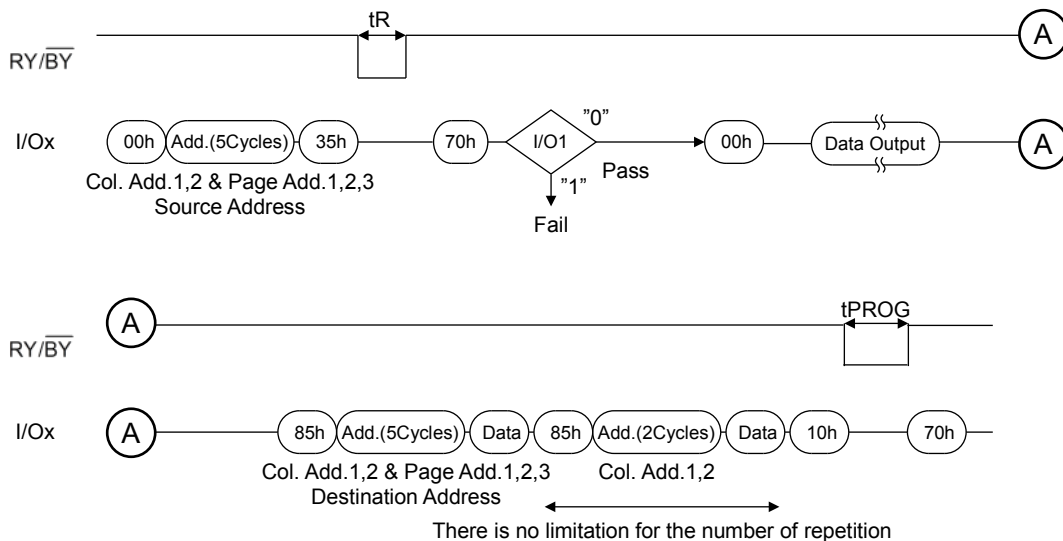 tR
A
RY/BY
I/Ox
00h Add.(5Cycles) 35h 70h I/O1 "0" 00h Data Output A
Pass
"1"
Col. Add.1,2 & Page Add.1,2,3
Source Address
Fail
tPROG
A
RY/BY
I/Ox
A 85h Add.(5Cycles) Data 85h Add.(2Cycles) Data 10h 70h
Col. Add.1,2 & Page Add.1,2,3 Col. Add.1,2
Destination Address
There is no limitation for the number of repetition